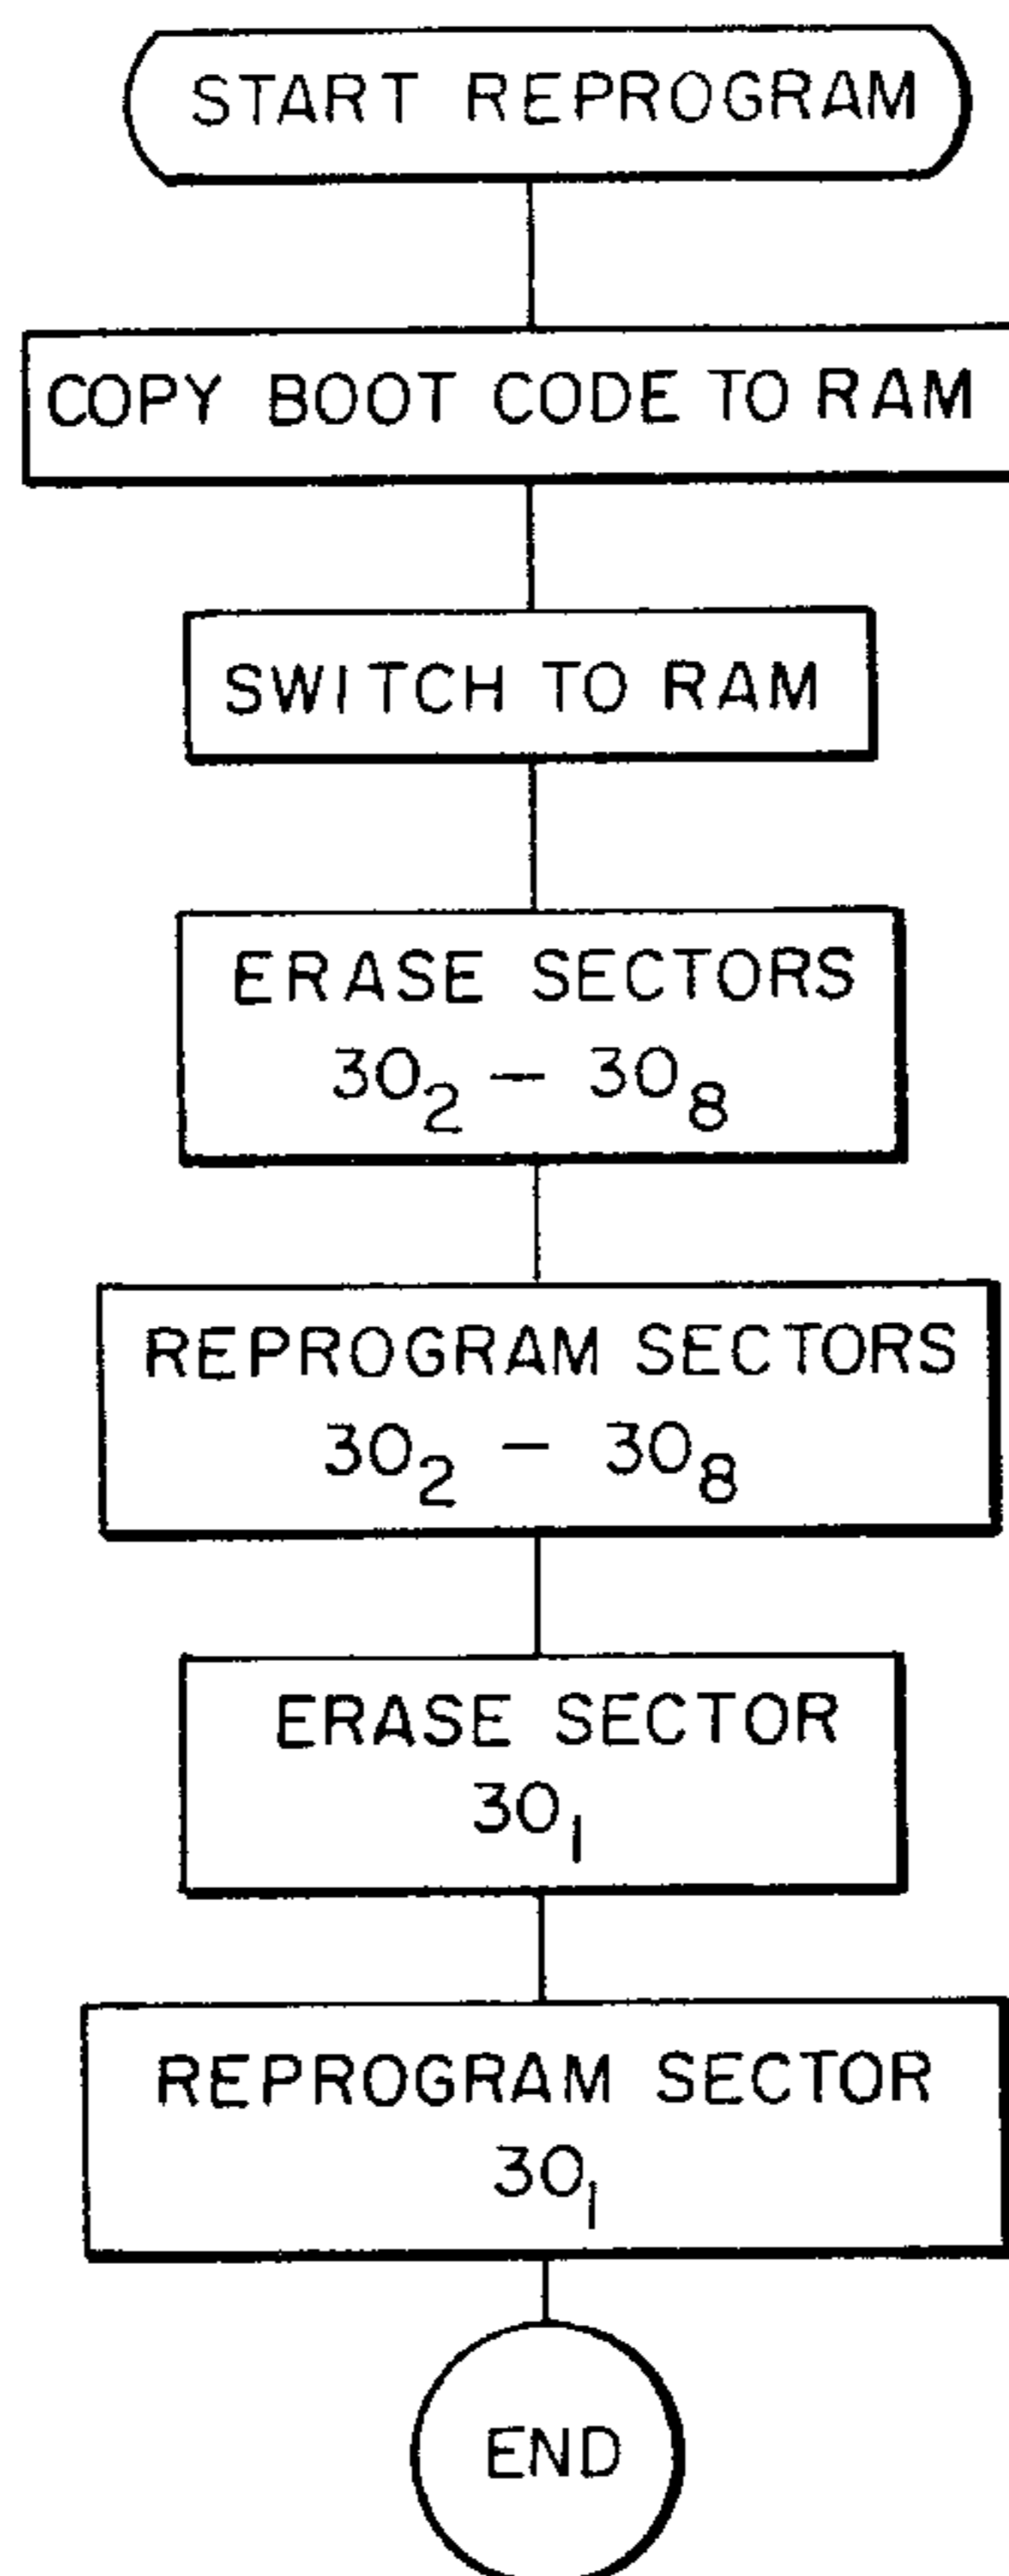 START REPROGRAM
COPY BOOT CODE TO RAM
SWITCH TO RAM
ERASE SECTORS
30₂ – 30₈
REPROGRAM SECTORS
30₂ – 30₈
ERASE SECTOR
30₁
REPROGRAM SECTOR
30₁
END